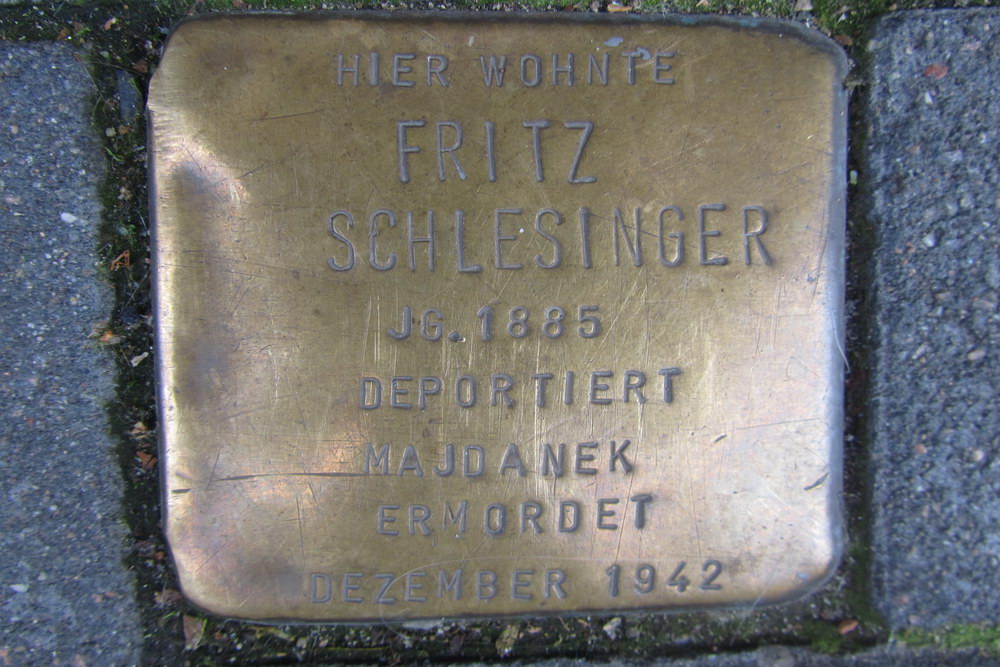 HIER WOHNTE
FRITZ
SCHLESINGER
JG. 1885
DEPORTIERT
MAJDANEK
ERMORDET
DEZEMBER 1942